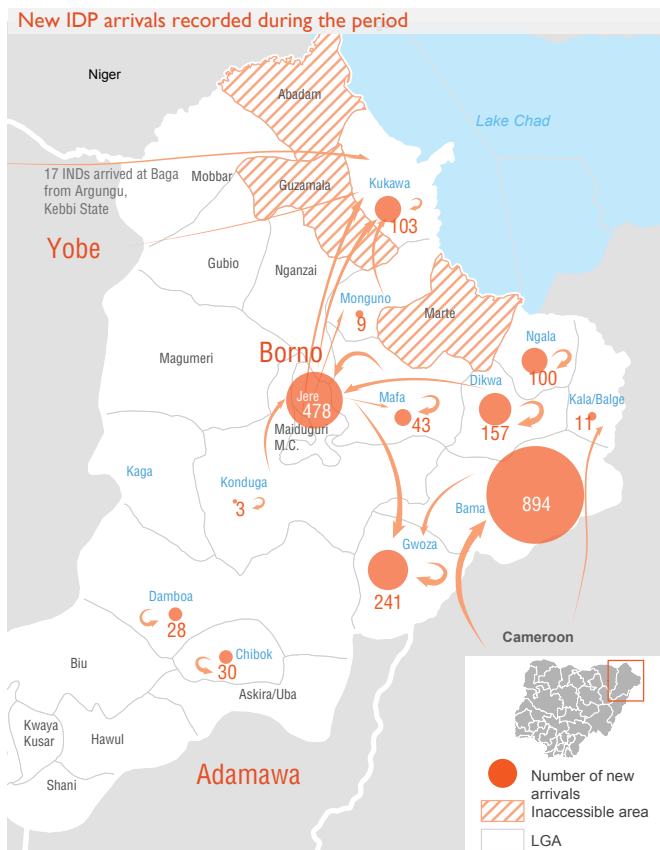 New IDP arrivals recorded during the period
Niger
Abadam
Lake Chad
17 INDs arrived at Baga
from Argungu,
Kebbi State
Mobbar
Guzamala
Kukawa
103
Yobe
Gubio
Nganzai
Monguno
9
Marte
Ngala
100
Magumeri
Borno
Jere
478
Mafa
43
Dikwa
157
Kala/Balge
11
Maiduguri
M.C.
Kaga
Konduga
3
Bama
894
Gwoza
241
Damboa
28
Chibok
30
Cameroon
Biu
Askira/Uba
Kwaya
Kusar
Hawul
Shani
Adamawa
Number of new
arrivals
Inaccessible area
LGA